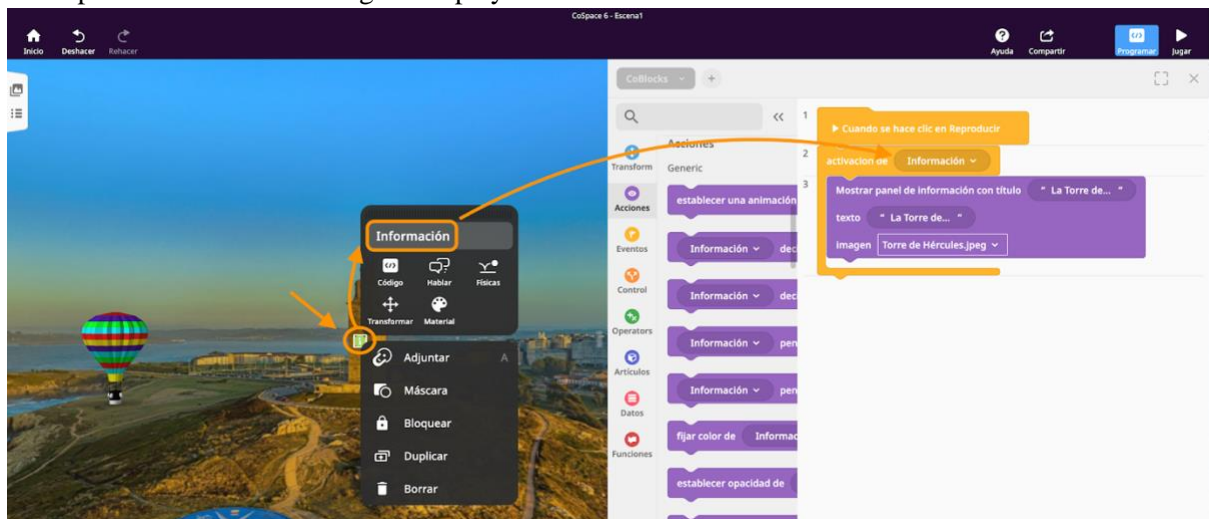 CoSpace 6 - Escena1
Inicio Deshacer Rehacer
Ayuda Compartir Programar Jugar
CoBlocks
Transform
Acciones
Eventos
Control
Operators
Artículos
Datos
Funciones
Acciones
Generic
establecer una animación
Información dec
Información dec
Información pen
Información pen
fijar color de Informac
establecer opacidad de
1
Cuando se hace clic en Reproducir
2
activacion de Información
3
Mostrar panel de información con título " La Torre de... "
texto " La Torre de... "
imagen Torre de Hércules.jpeg
Información
Código Hablar Físicas
Transformar Material
Adjuntar A
Máscara
Bloquear
Duplicar
Borrar